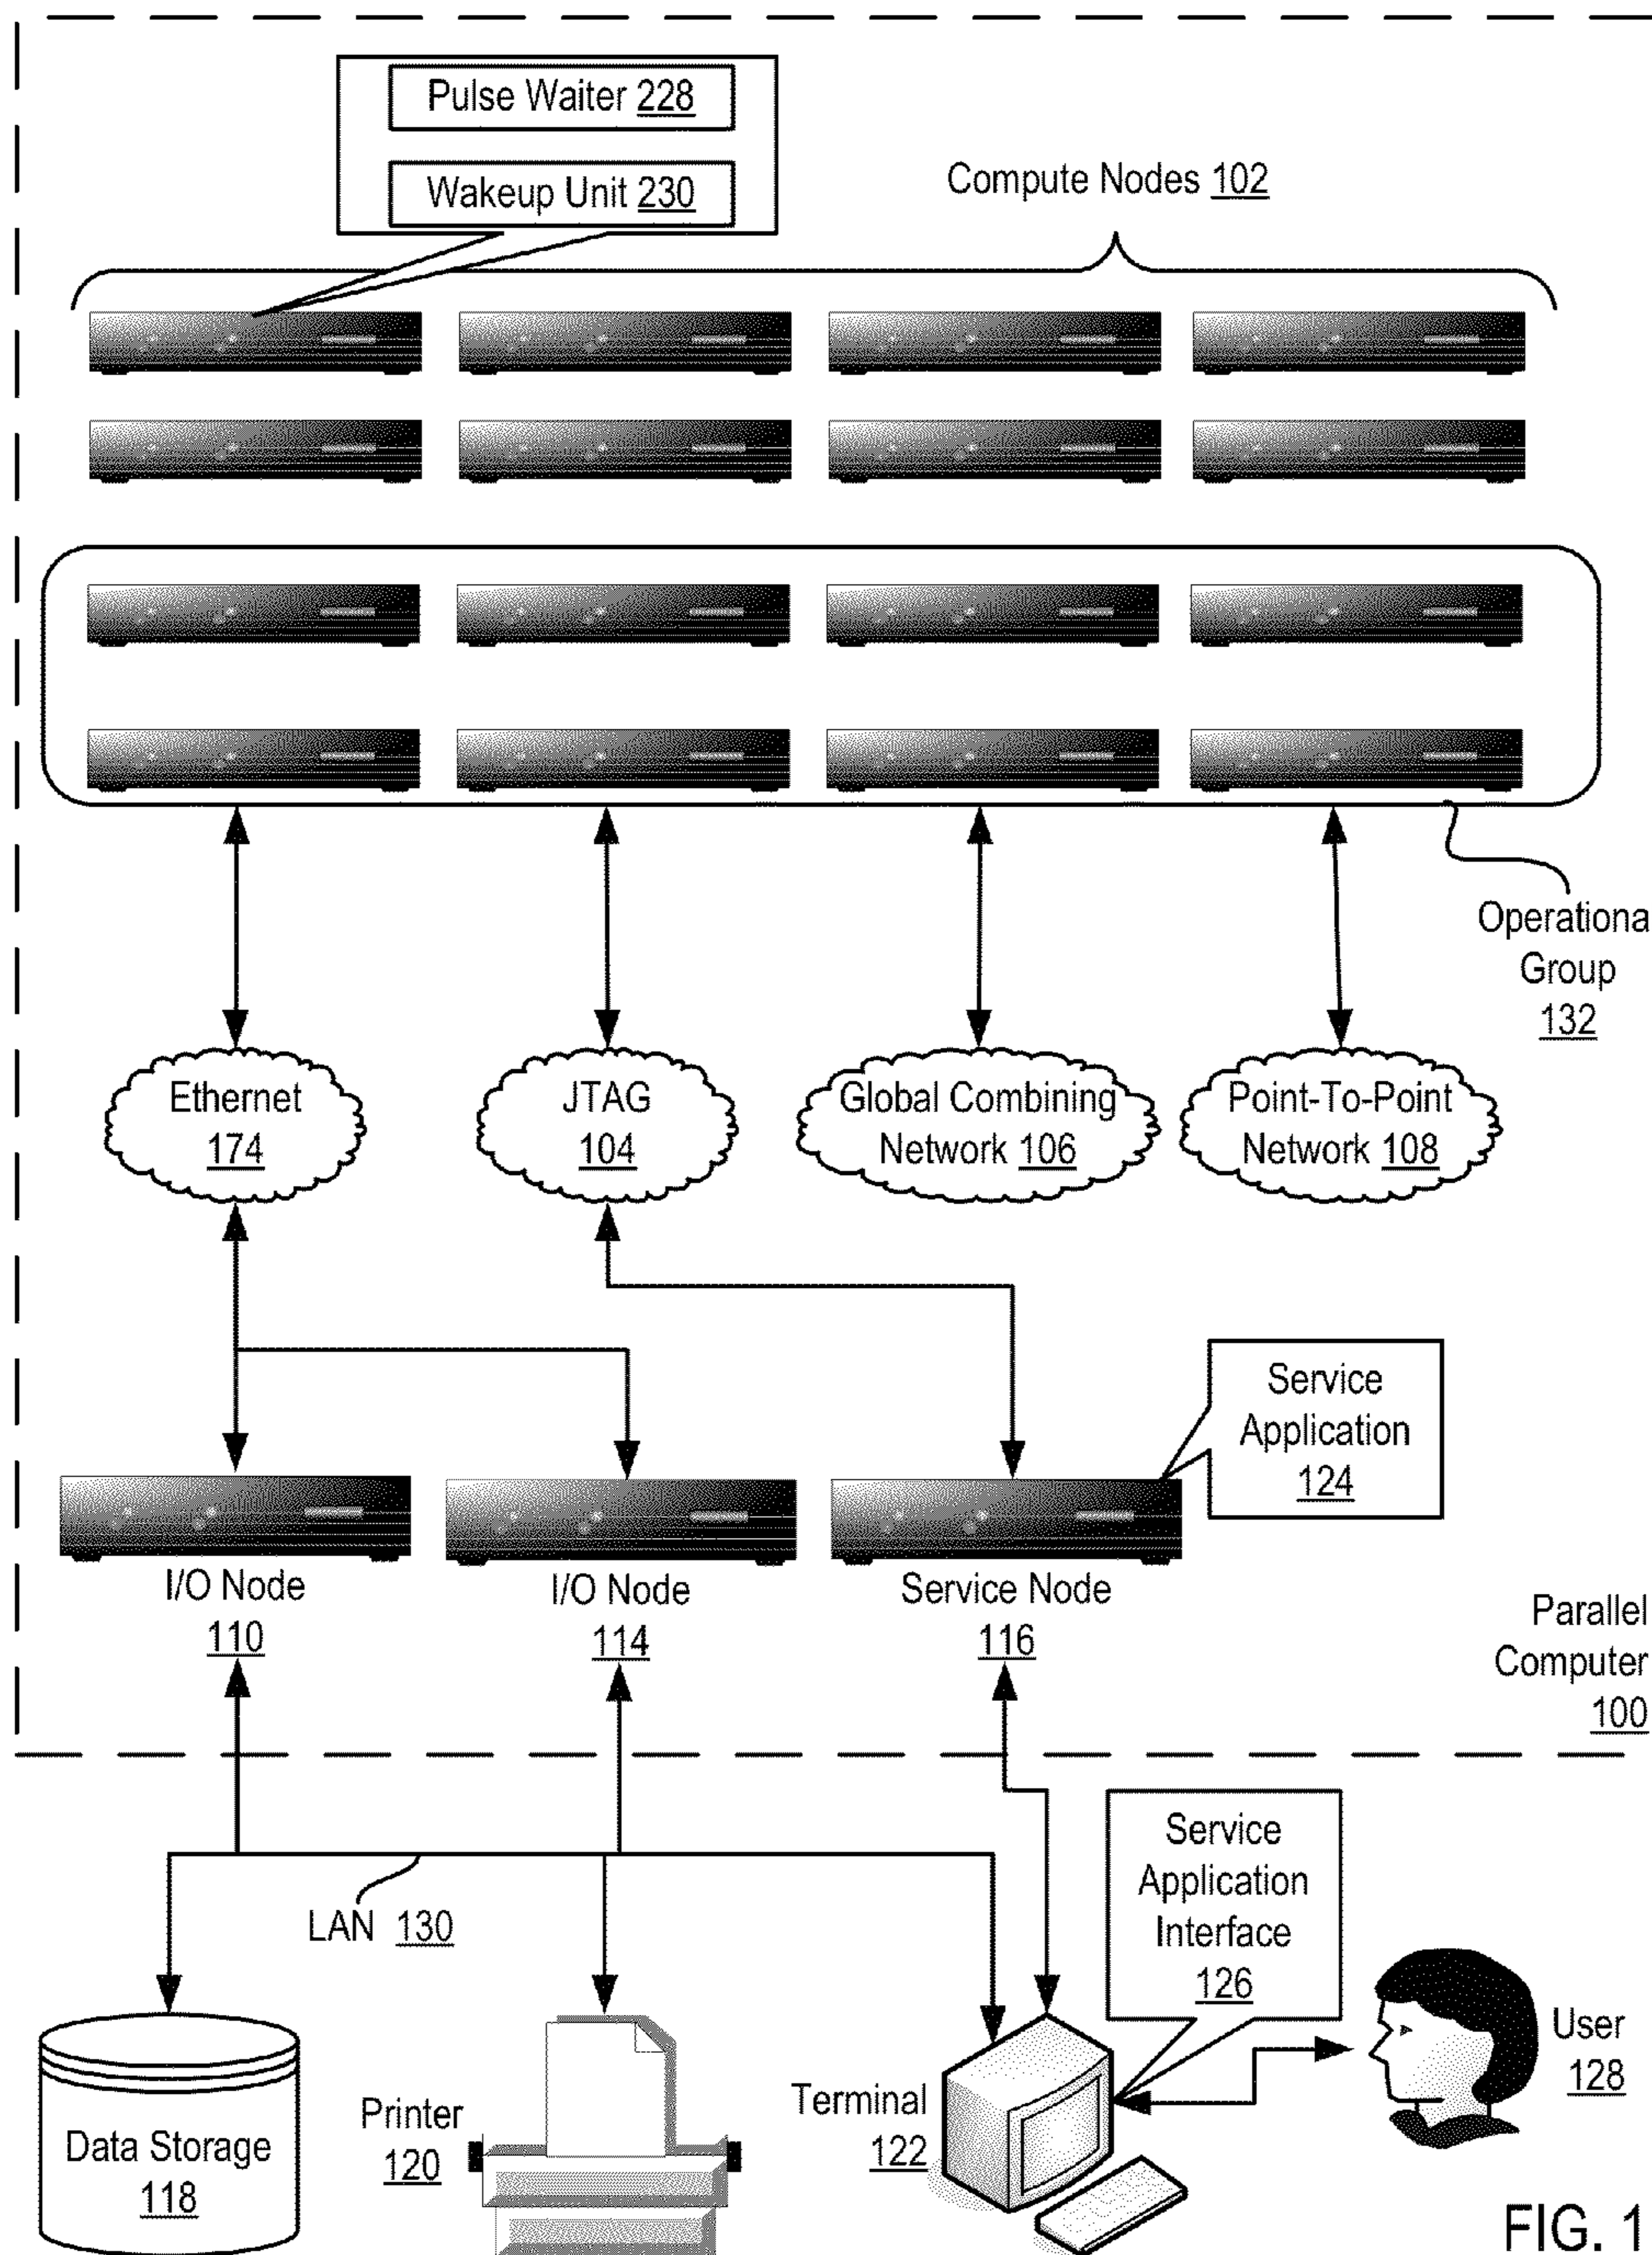 Pulse Waiter 228
Wakeup Unit 230
Compute Nodes 102
Operationa
Group
132
Ethernet
174
JTAG
104
Global Combining
Network 106
Point-To-Point
Network 108
Service
Application
124
I/O Node
110
I/O Node
114
Service Node
116
Parallel
Computer
100
LAN 130
Service
Application
Interface
126
Data Storage
118
Printer
120
Terminal
122
User
128
FIG. 1